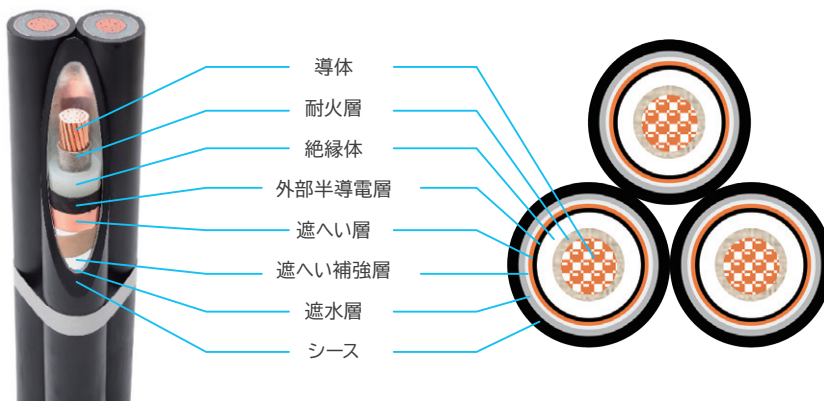 導体
耐火層
絶縁体
外部半導電層
遮へい層
遮へい補強層
遮水層
シース